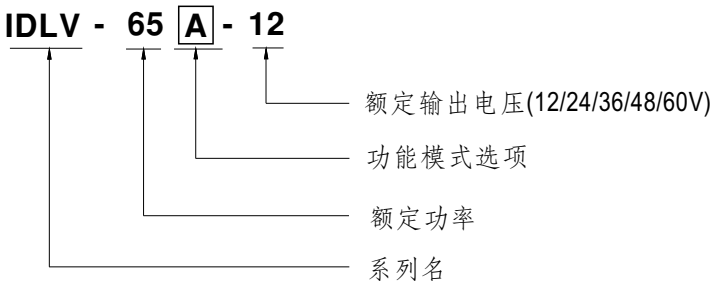 IDLV - 65 A - 12
额定输出电压(12/24/36/48/60V)
功能模式选项
额定功率
系列名